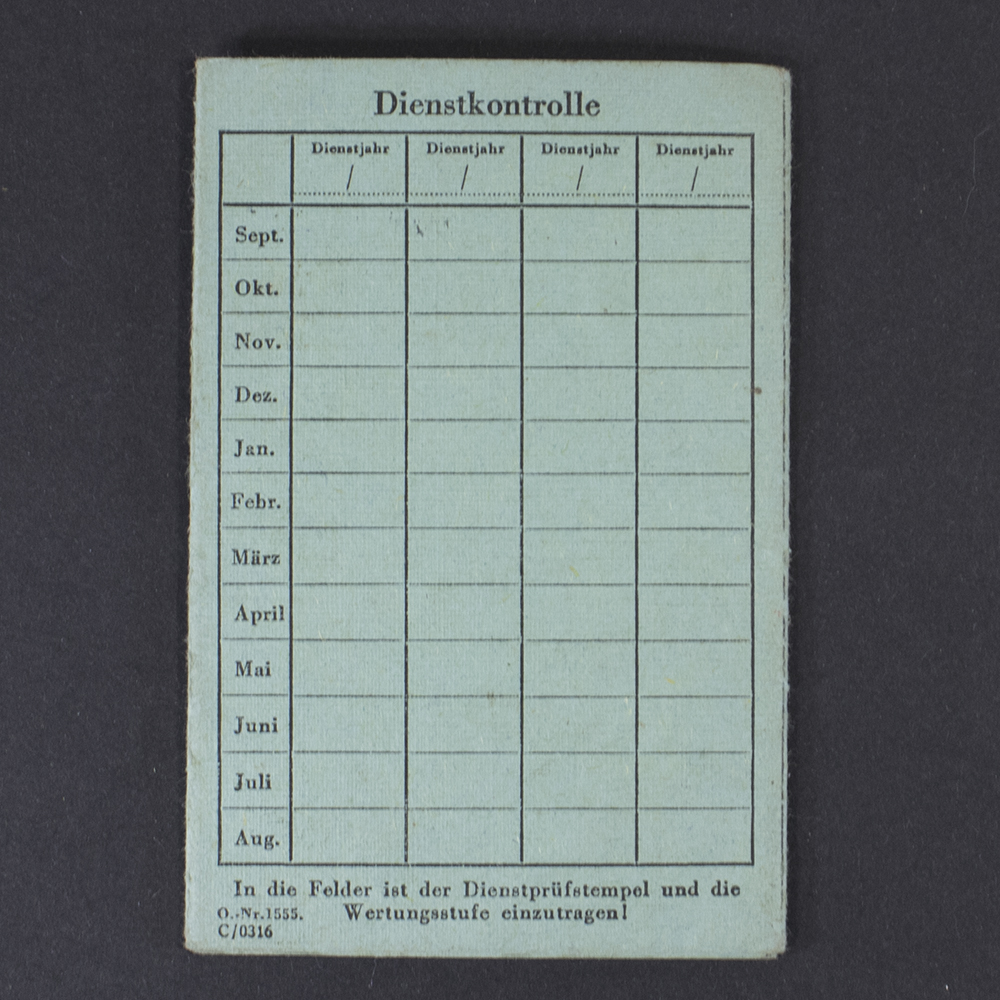 Dienstkontrolle
Dienstjahr Dienstjahr Dienstjahr Dienstjahr
/ / / /
Sept.
Okt.
Nov.
Dez.
Jan.
Febr.
März
April
Mai
Juni
Juli
Aug.
In die Felder ist der Dienstprüfstempel und die
O.-Nr.1555. Wertungsstufe einzutragen!
C/0316